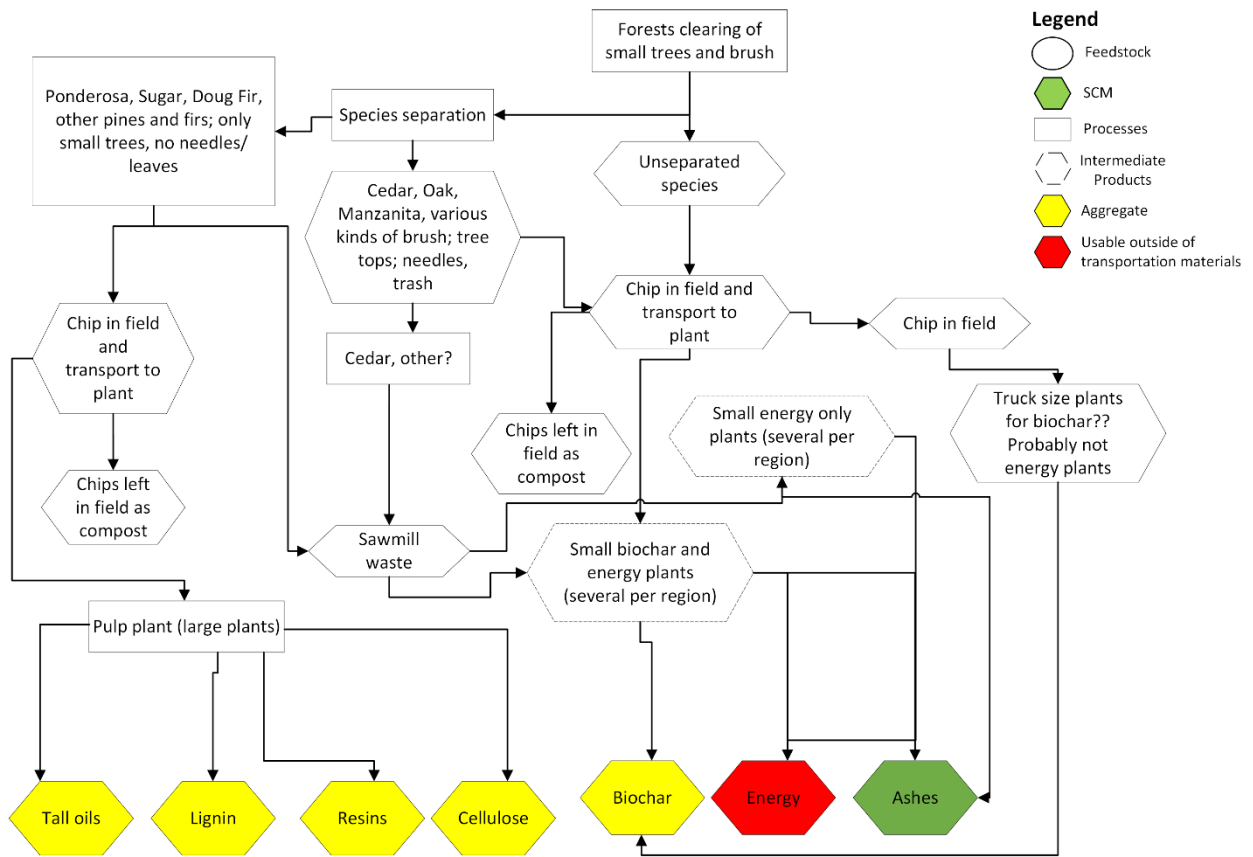 Forests clearing of
small trees and brush
Legend
Feedstock
SCM
Processes
Intermediate
Products
Aggregate
Usable outside of
transportation materials
Ponderosa, Sugar, Doug Fir,
other pines and firs; only
small trees, no needles/
leaves
Species separation
Unseparated
species
Cedar, Oak,
Manzanita, various
kinds of brush; tree
tops; needles,
trash
Chip in field
and
transport to
plant
Chip in field and
transport to
plant
Chip in field
Cedar, other?
Truck size plants
for biochar??
Probably not
energy plants
Small energy only
plants (several per
region)
Chips left in
field as
compost
Chips left
in field as
compost
Sawmill
waste
Small biochar and
energy plants
(several per region)
Pulp plant (large plants)
Tall oils
Lignin
Resins
Cellulose
Biochar
Energy
Ashes